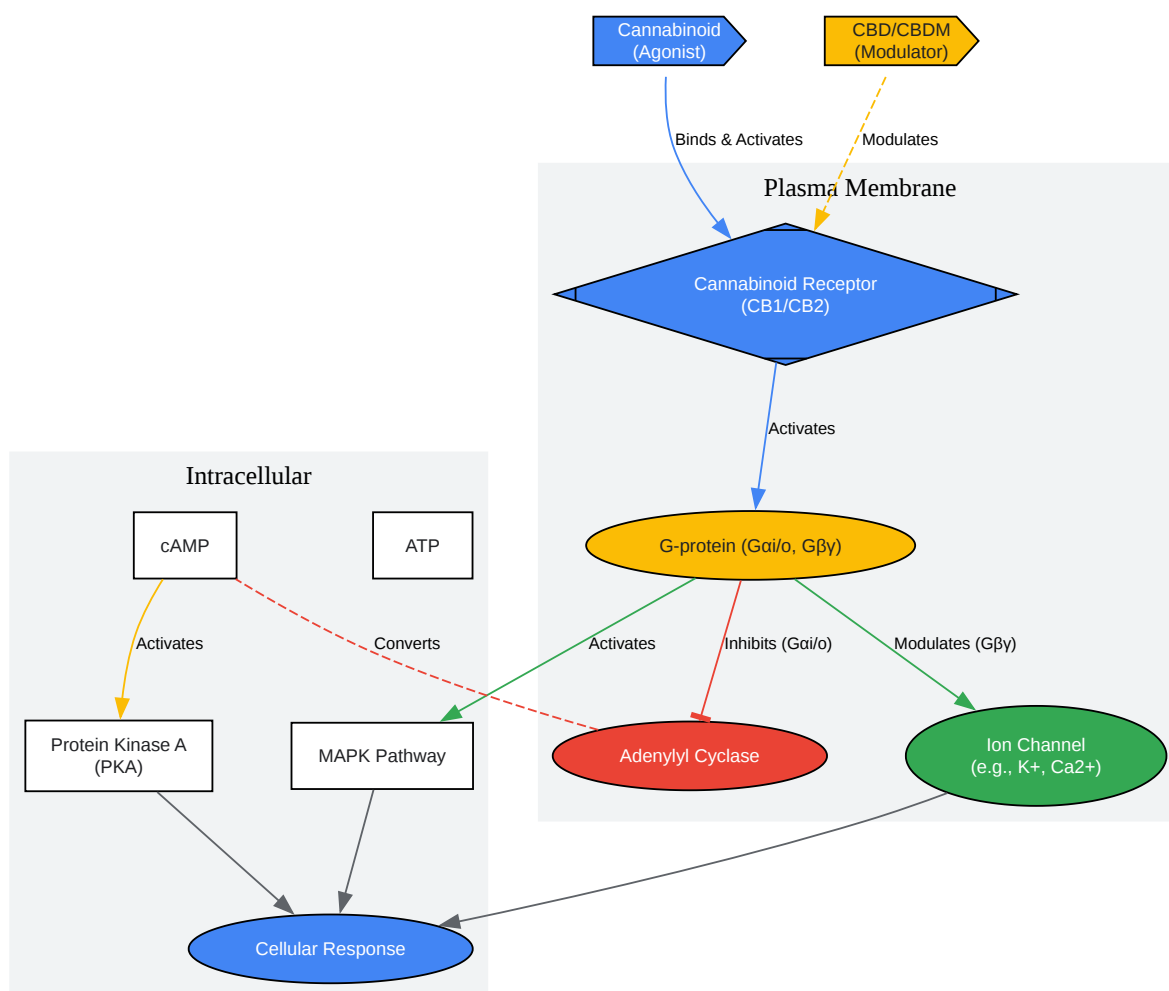 Cannabinoid
(Agonist)
CBD/CBDM
(Modulator)
Binds & Activates
Modulates
Plasma Membrane
Cannabinoid Receptor
(CB1/CB2)
Activates
Intracellular
cAMP
ATP
G-protein (Gαi/o, Gβγ)
Activates
Converts
Activates
Inhibits (Gαi/o)
Modulates (Gβγ)
Protein Kinase A
(PKA)
MAPK Pathway
Adenylyl Cyclase
Ion Channel
(e.g., K+, Ca2+)
Cellular Response